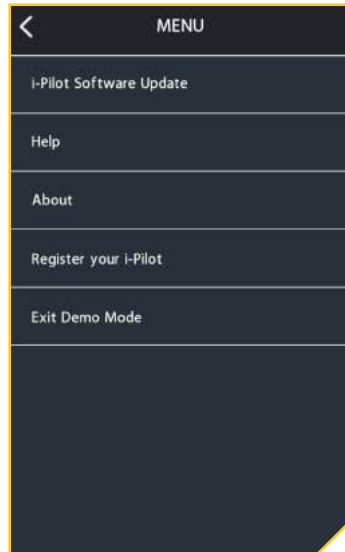 MENU
i-Pilot Software Update
Help
About
Register your i-Pilot
Exit Demo Mode